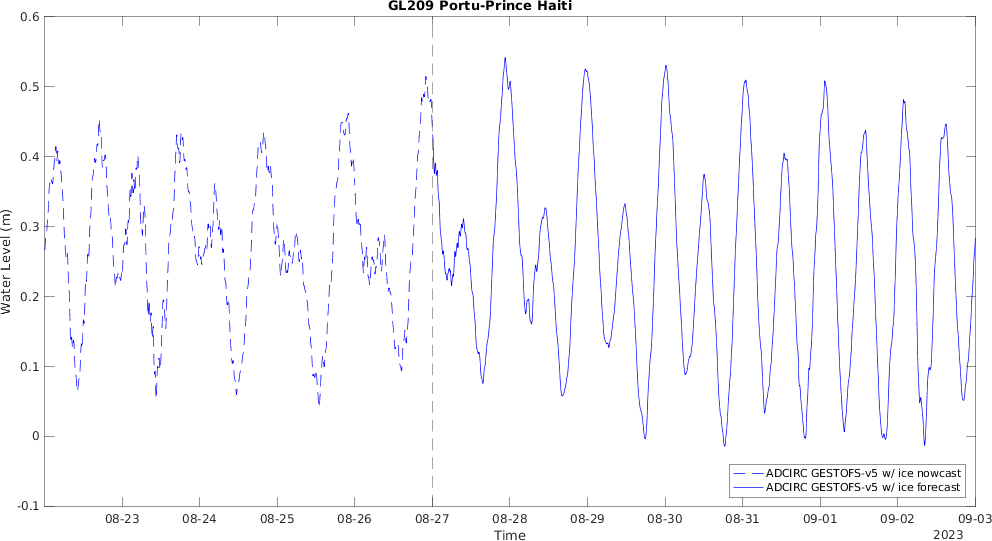 GL209 Portu-Prince Haiti
0.6
0.5
0.4
0.3
0.2
0.1
0
-0.1
Water Level (m)
08-23 08-24 08-25 08-26 08-27 08-28 08-29 08-30 08-31 09-01 09-02 09-03
Time
2023
ADCIRC GESTOFS-v5 w/ ice nowcast
ADCIRC GESTOFS-v5 w/ ice forecast